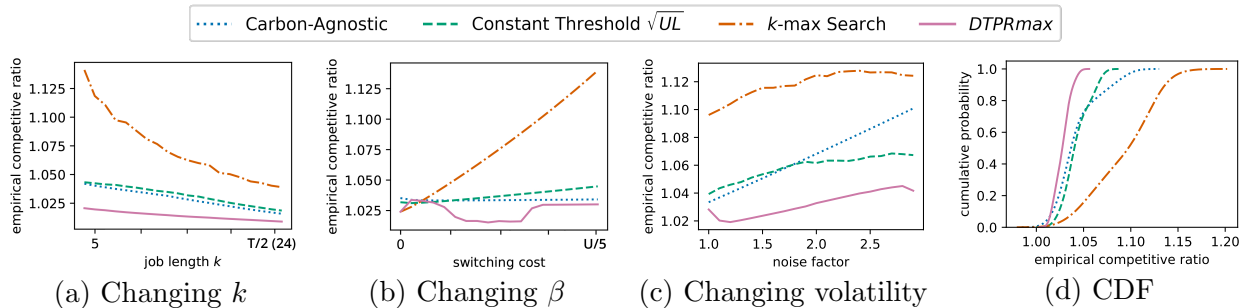 Carbon-Agnostic
Constant Threshold √UL
k-max Search
DTPRmax
empirical competitive ratio
1.125
1.100
1.075
1.050
1.025
5
T/2 (24)
job length k
(a) Changing k
empirical competitive ratio
1.125
1.100
1.075
1.050
1.025
0
U/5
switching cost
(b) Changing β
empirical competitive ratio
1.12
1.10
1.08
1.06
1.04
1.02
1.0
1.5
2.0
2.5
noise factor
(c) Changing volatility
cumulative probability
1.0
0.8
0.6
0.4
0.2
0.0
1.00
1.05
1.10
1.15
1.20
empirical competitive ratio
(d) CDF